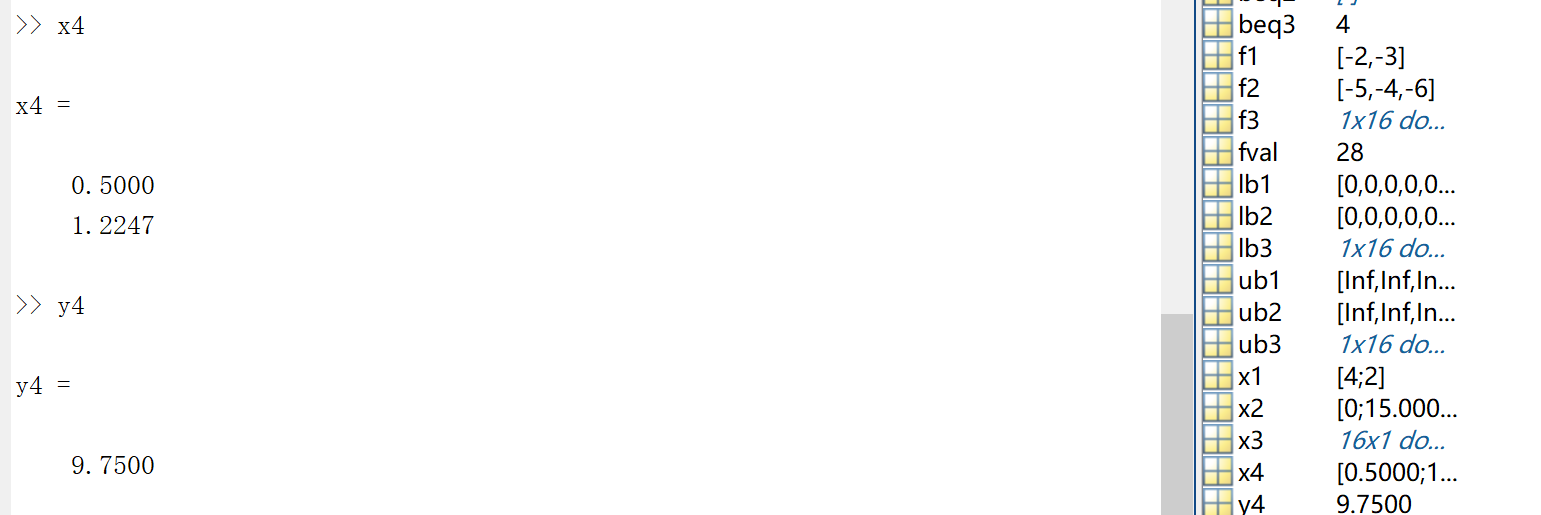 >> x4
x4 =
0.5000
1.2247
>> y4
y4 =
9.7500
beq3 4
f1 [-2,-3]
f2 [-5,-4,-6]
f3 1x16 do...
fval 28
lb1 [0,0,0,0,0...
lb2 [0,0,0,0,0...
lb3 1x16 do...
ub1 [Inf,Inf,In...
ub2 [Inf,Inf,In...
ub3 1x16 do...
x1 [4;2]
x2 [0;15.000...
x3 16x1 do...
x4 [0.5000;1...
y4 9.7500